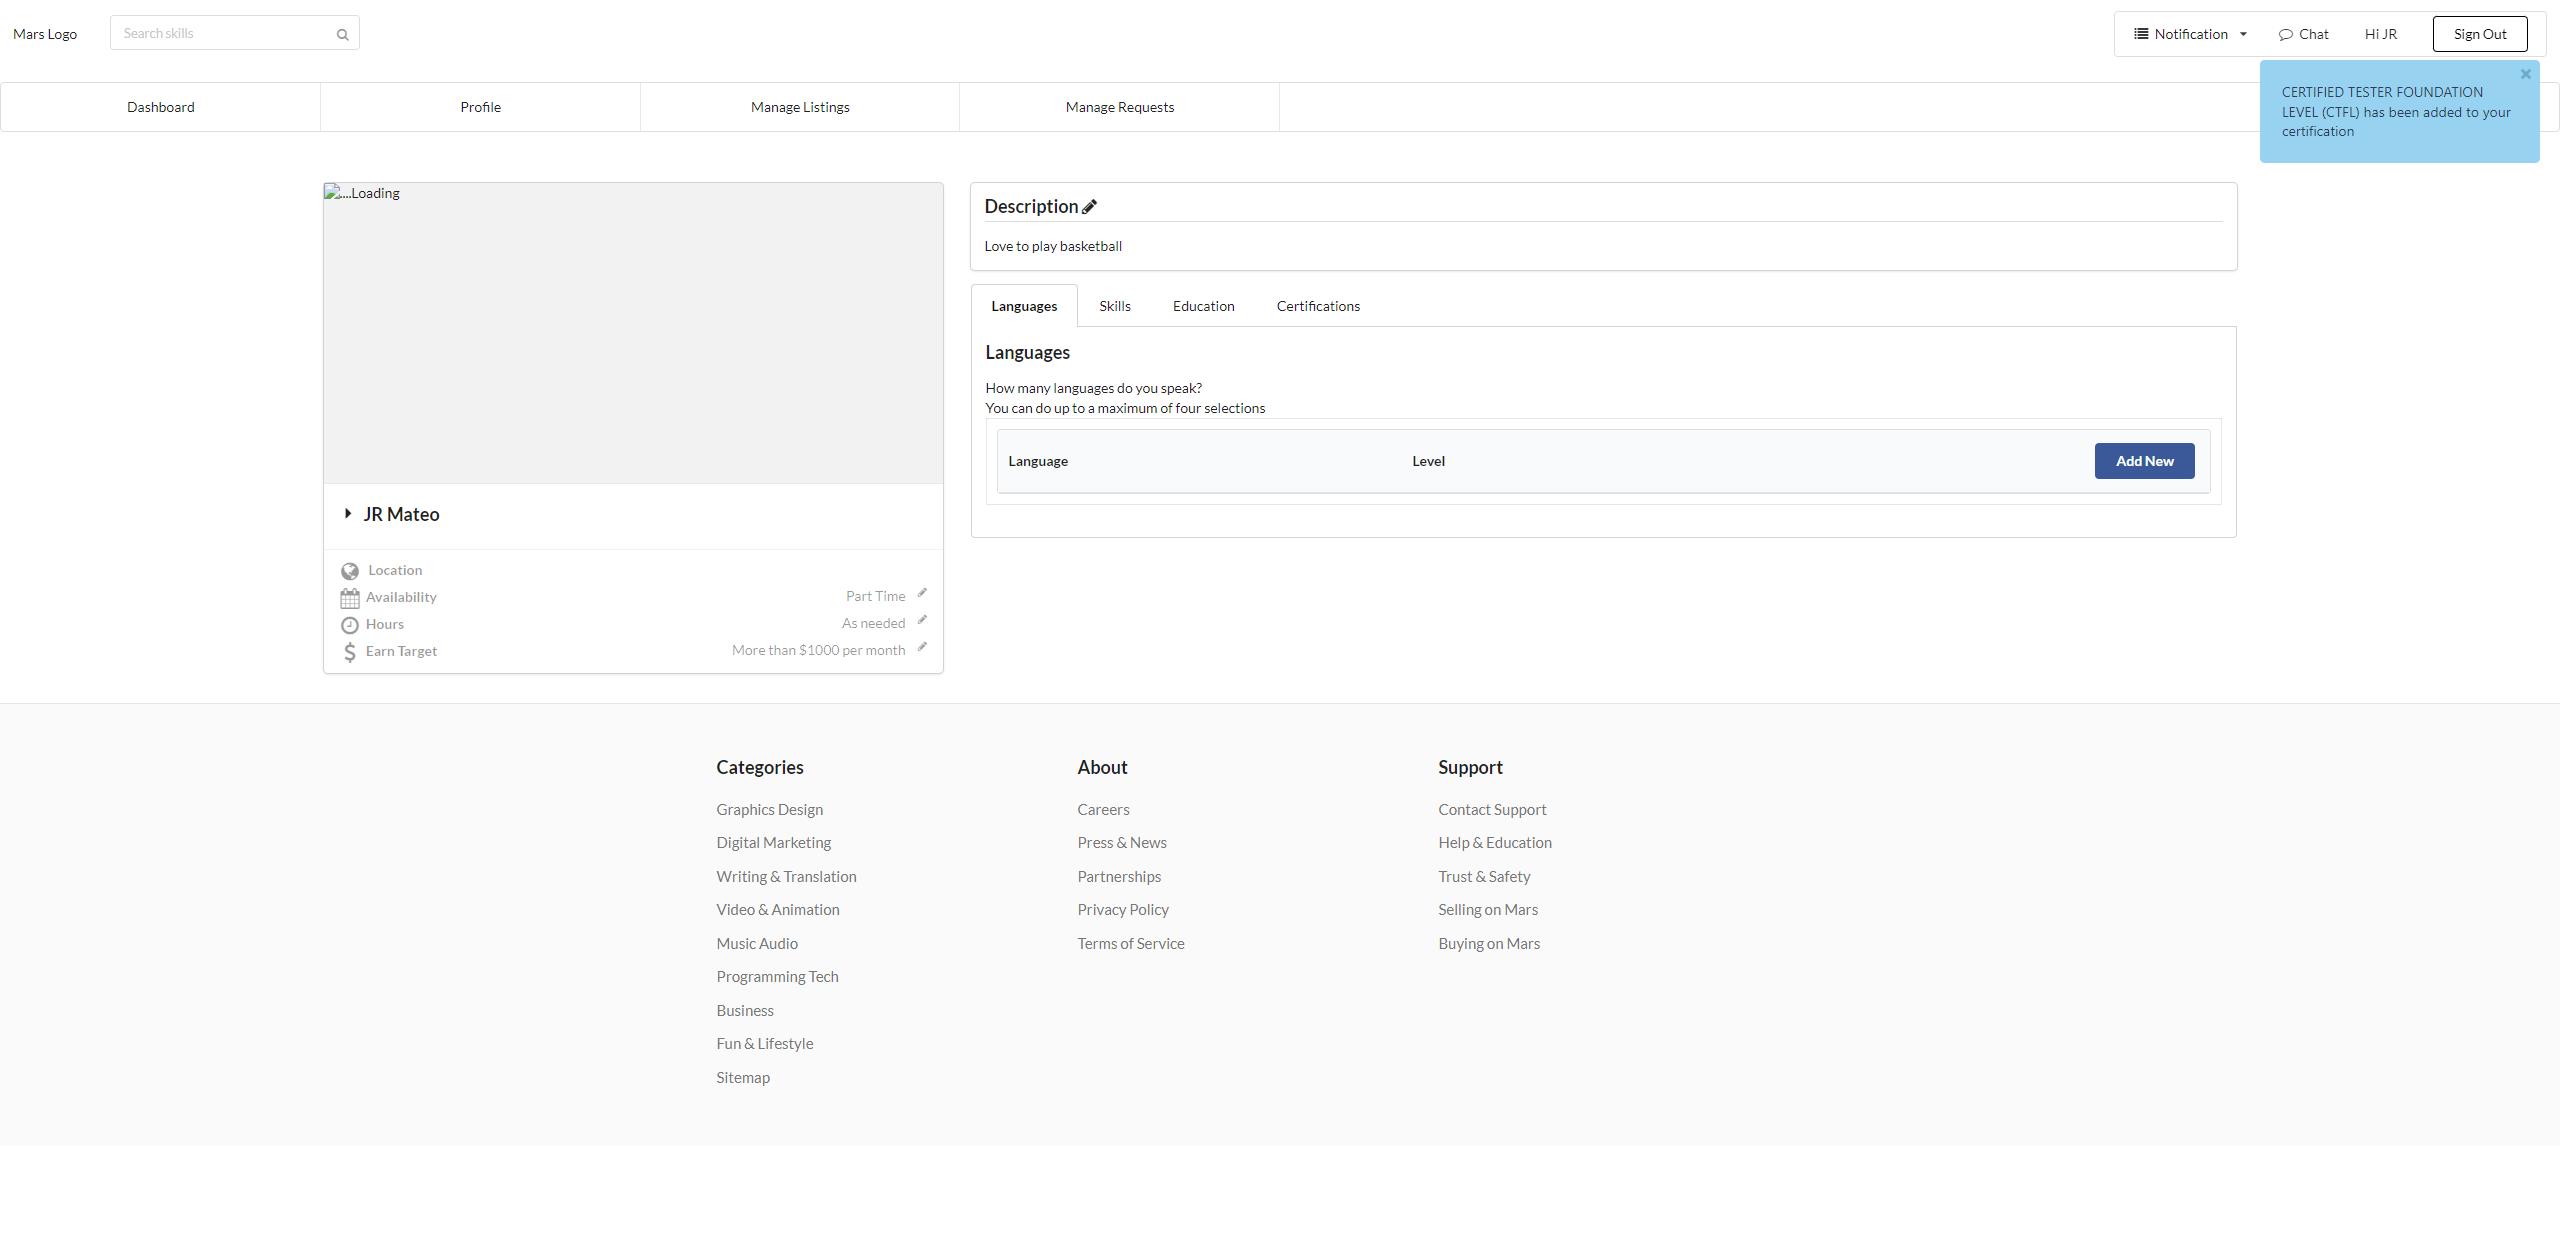 Mars Logo
Search skills
Notification
Chat
Hi JR
Sign Out
Dashboard
Profile
Manage Listings
Manage Requests
CERTIFIED TESTER FOUNDATION
LEVEL (CTFL) has been added to your
certification
....Loading
JR Mateo
Location
Availability
Part Time
Hours
As needed
Earn Target
More than $1000 per month
Description
Love to play basketball
Languages
Skills
Education
Certifications
Languages
How many languages do you speak?
You can do up to a maximum of four selections
Language
Level
Add New
Categories
Graphics Design
Digital Marketing
Writing & Translation
Video & Animation
Music Audio
Programming Tech
Business
Fun & Lifestyle
Sitemap
About
Careers
Press & News
Partnerships
Privacy Policy
Terms of Service
Support
Contact Support
Help & Education
Trust & Safety
Selling on Mars
Buying on Mars